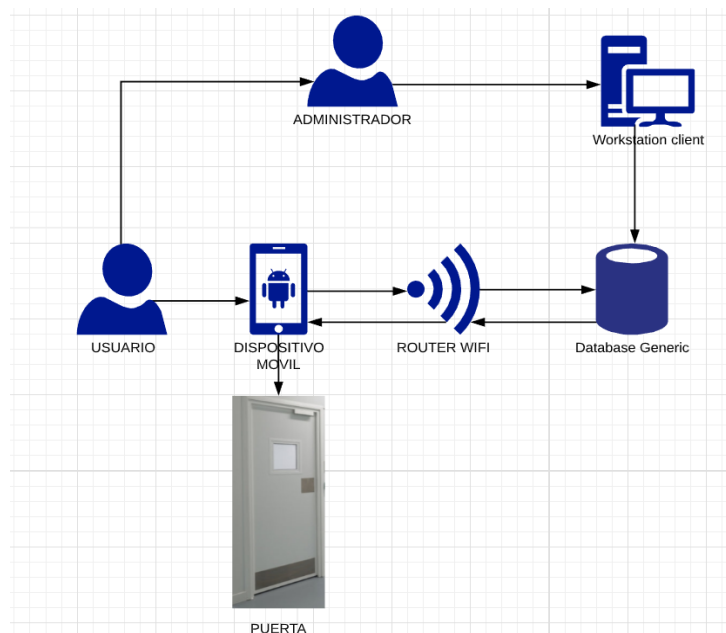 ADMINISTRADOR
Workstation client
USUARIO
DISPOSITIVO
MOVIL
ROUTER WIFI
Database Generic
PUERTA